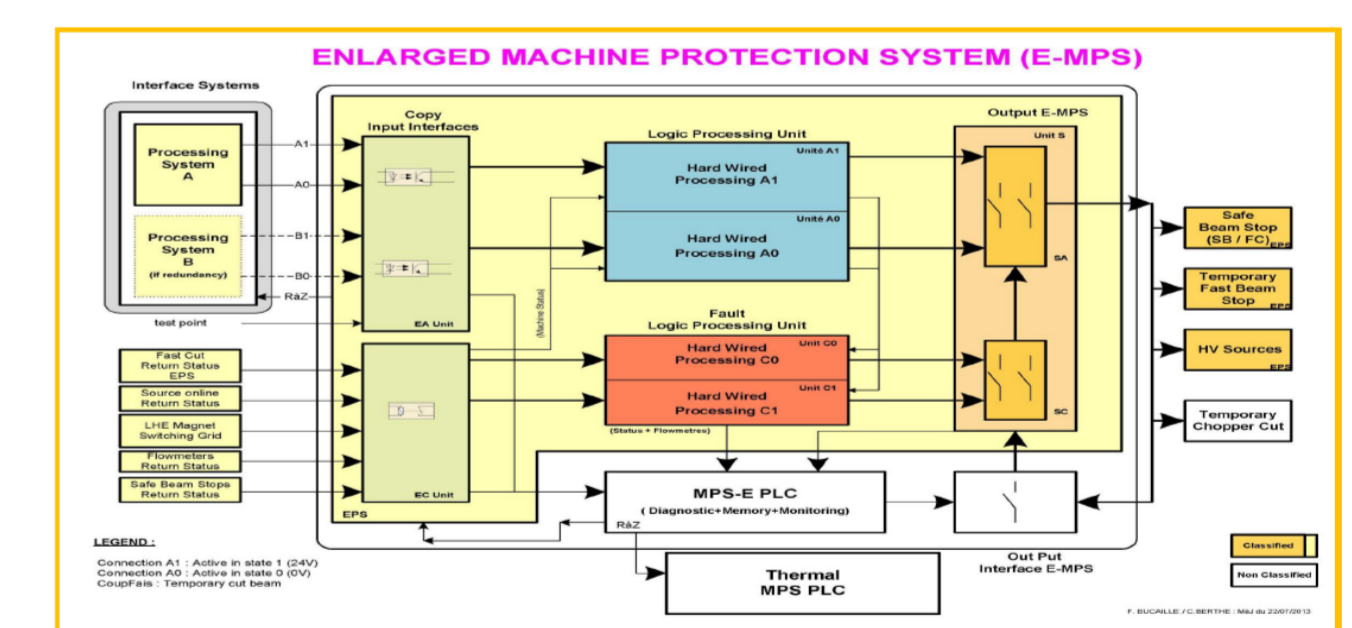 ENLARGED MACHINE PROTECTION SYSTEM (E-MPS)
Interface Systems
Processing
System
A
Processing
System
B
(if redundancy)
A1
A0
B1
B0
RàZ
test point
Fast Cut
Return Status
EPS
Source online
Return Status
LHE Magnet
Switching Grid
Flowmeters
Return Status
Safe Beam Stops
Return Status
Copy
Input Interfaces
EA Unit
EC Unit
EPS
(Machine Status)
Logic Processing Unit
Unité A1
Hard Wired
Processing A1
Unité A0
Hard Wired
Processing A0
Fault
Logic Processing Unit
Unit C0
Hard Wired
Processing C0
Unit C1
Hard Wired
Processing C1
(Status + Flowmetres)
Output E-MPS
Unit S
SA
SC
MPS-E PLC
( Diagnostic+Memory+Monitoring)
RàZ
Out Put
Interface E-MPS
Thermal
MPS PLC
Safe
Beam Stop
(SB / FC)
EPS
Temporary
Fast Beam
Stop
EPS
HV Sources
EPS
Temporary
Chopper Cut
LEGEND :
Connection A1 : Active in state 1 (24V)
Connection A0 : Active in state 0 (0V)
CoupFais : Temporary cut beam
Classified
Non Classified
F. BUCAILLE / C.BERTHE : MàJ du 22/07/2013